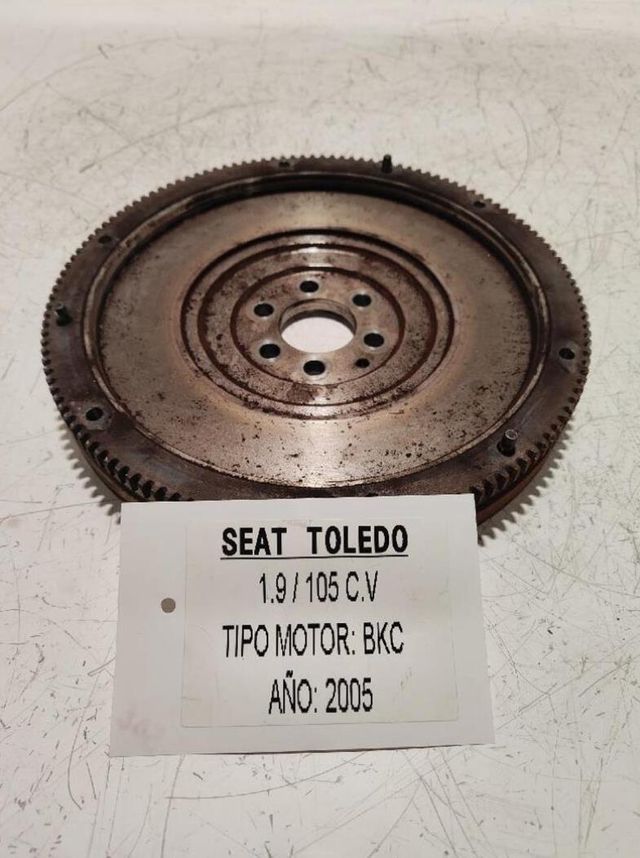 SEAT TOLEDO
1.9 / 105 C.V
TIPO MOTOR: BKC
AÑO: 2005